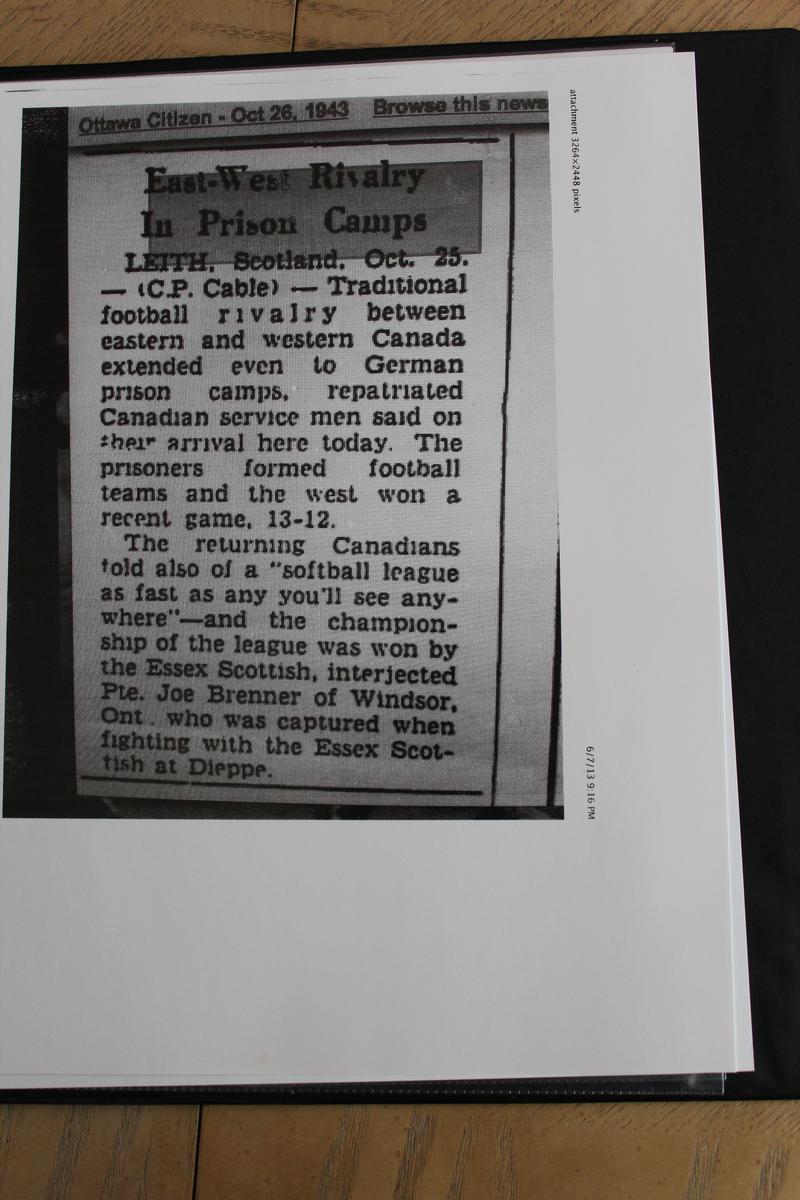 Ottawa Citizen - Oct 26, 1943 Browse this news
East-West Rivalry
In Prison Camps
LEITH, Scotland, Oct. 25.
— (C.P. Cable) — Traditional
football rivalry between
eastern and western Canada
extended even to German
prison camps, repatriated
Canadian service men said on
their arrival here today. The
prisoners formed football
teams and the west won a
recent game, 13-12.
The returning Canadians
told also of a "softball league
as fast as any you'll see any-
where"—and the champion-
ship of the league was won by
the Essex Scottish, interjected
Pte. Joe Brenner of Windsor,
Ont. who was captured when
fighting with the Essex Scot-
tish at Dieppe.
attachment 3264×2448 pixels
6/7/13 9:16 PM